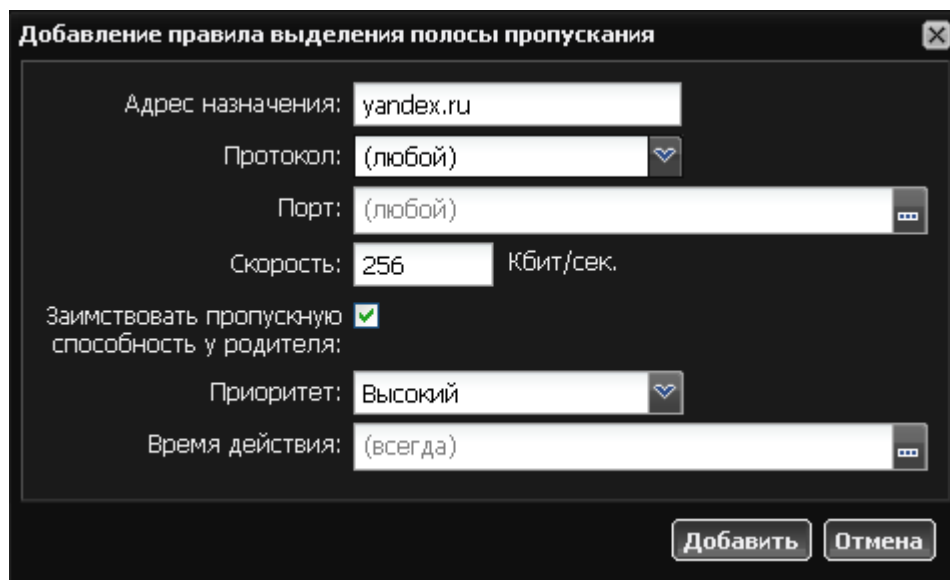 Добавление правила выделения полосы пропускания
Адрес назначения: yandex.ru
Протокол: (любой)
Порт: (любой)
Скорость: 256 Кбит/сек.
Заимствовать пропускную
способность у родителя:
Приоритет: Высокий
Время действия: (всегда)
Добавить Отмена